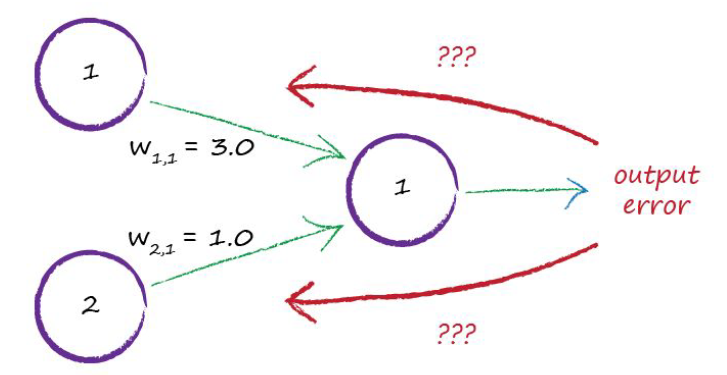 ???
1
w1,1 = 3.0
1
output
error
w2,1 = 1.0
2
???